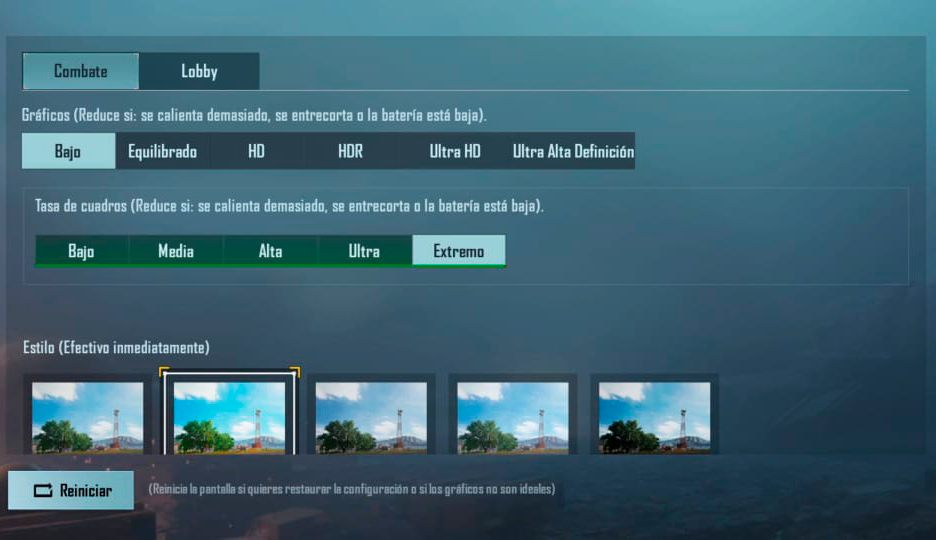 Combate Lobby
Gráficos (Reduce si: se calienta demasiado, se entrecorta o la batería está baja).
Bajo Equilibrado HD HDR Ultra HD Ultra Alta Definición
Tasa de cuadros (Reduce si: se calienta demasiado, se entrecorta o la batería está baja).
Bajo Media Alta Ultra Extremo
Estilo (Efectivo inmediatamente)
Reiniciar (Reinicia la pantalla si quieres restaurar la configuración o si los gráficos no son ideales)